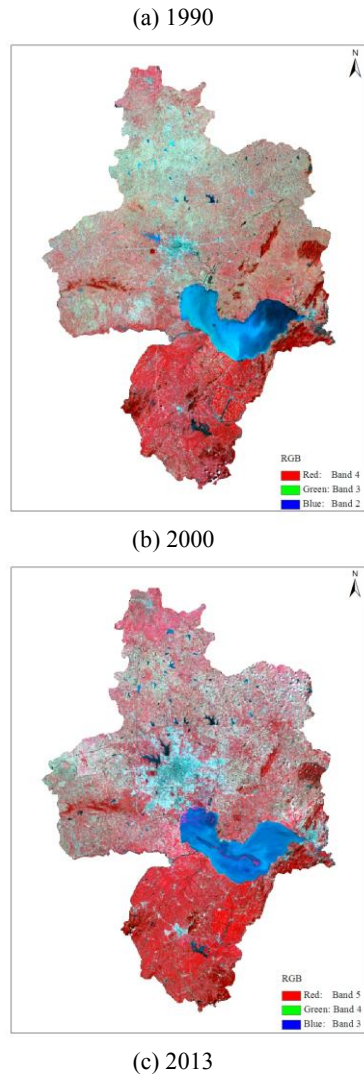 (a) 1990
N
RGB
Red: Band 4
Green: Band 3
Blue: Band 2
(b) 2000
N
RGB
Red: Band 5
Green: Band 4
Blue: Band 3
(c) 2013